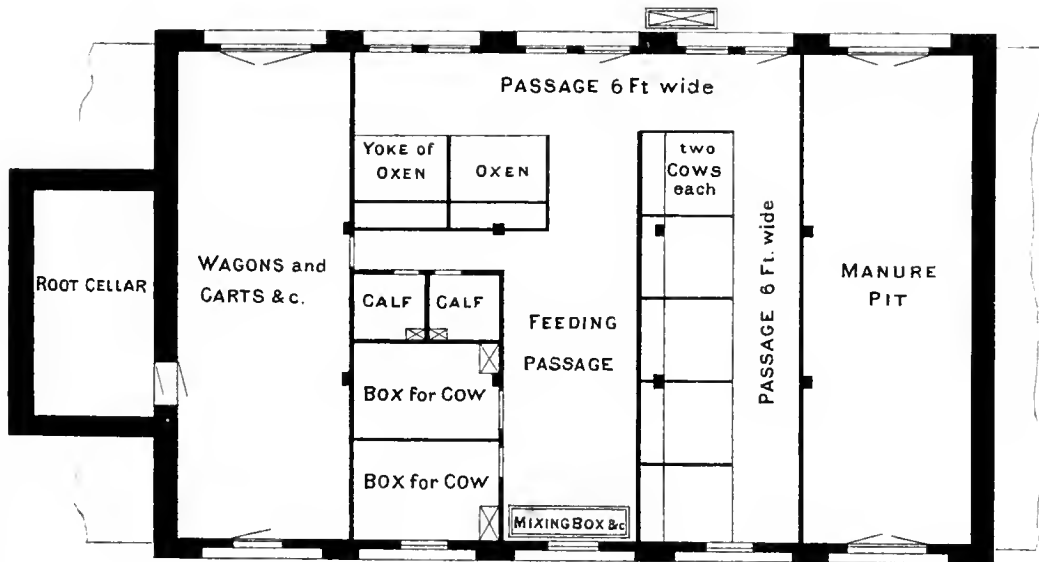 PASSAGE 6 Ft wide
YOKE of
OXEN
OXEN
two
COWS
each
ROOT CELLAR
WAGONS and
CARTS &c.
CALF
CALF
FEEDING
PASSAGE
PASSAGE 6 Ft. wide
MANURE
PIT
BOX for COW
BOX for COW
MIXING BOX &c